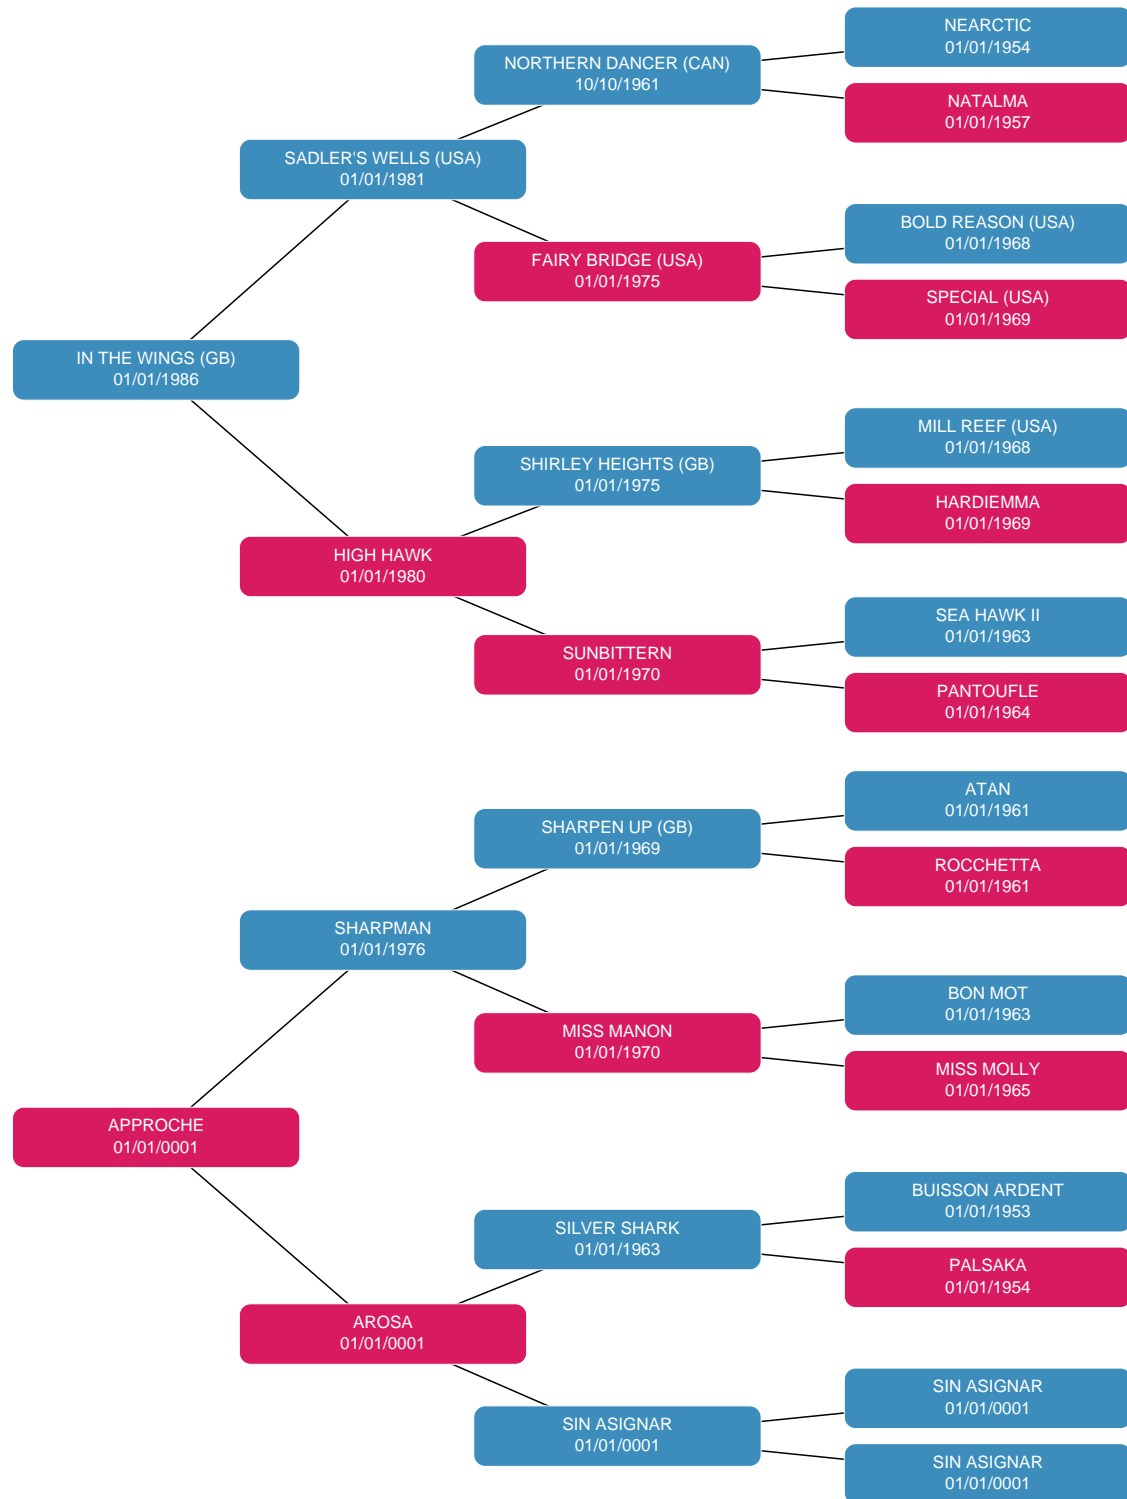 NEARCTIC
01/01/1954
NORTHERN DANCER (CAN)
10/10/1961
NATALMA
01/01/1957
SADLER'S WELLS (USA)
01/01/1981
BOLD REASON (USA)
01/01/1968
FAIRY BRIDGE (USA)
01/01/1975
SPECIAL (USA)
01/01/1969
IN THE WINGS (GB)
01/01/1986
MILL REEF (USA)
01/01/1968
SHIRLEY HEIGHTS (GB)
01/01/1975
HARDIEMMA
01/01/1969
HIGH HAWK
01/01/1980
SEA HAWK II
01/01/1963
SUNBITTERN
01/01/1970
PANTOUFLE
01/01/1964
ATAN
01/01/1961
SHARPEN UP (GB)
01/01/1969
ROCCHETTA
01/01/1961
SHARPMAN
01/01/1976
BON MOT
01/01/1963
MISS MANON
01/01/1970
MISS MOLLY
01/01/1965
APPROCHE
01/01/0001
BUISSON ARDENT
01/01/1953
SILVER SHARK
01/01/1963
PALSAKA
01/01/1954
AROSA
01/01/0001
SIN ASIGNAR
01/01/0001
SIN ASIGNAR
01/01/0001
SIN ASIGNAR
01/01/0001